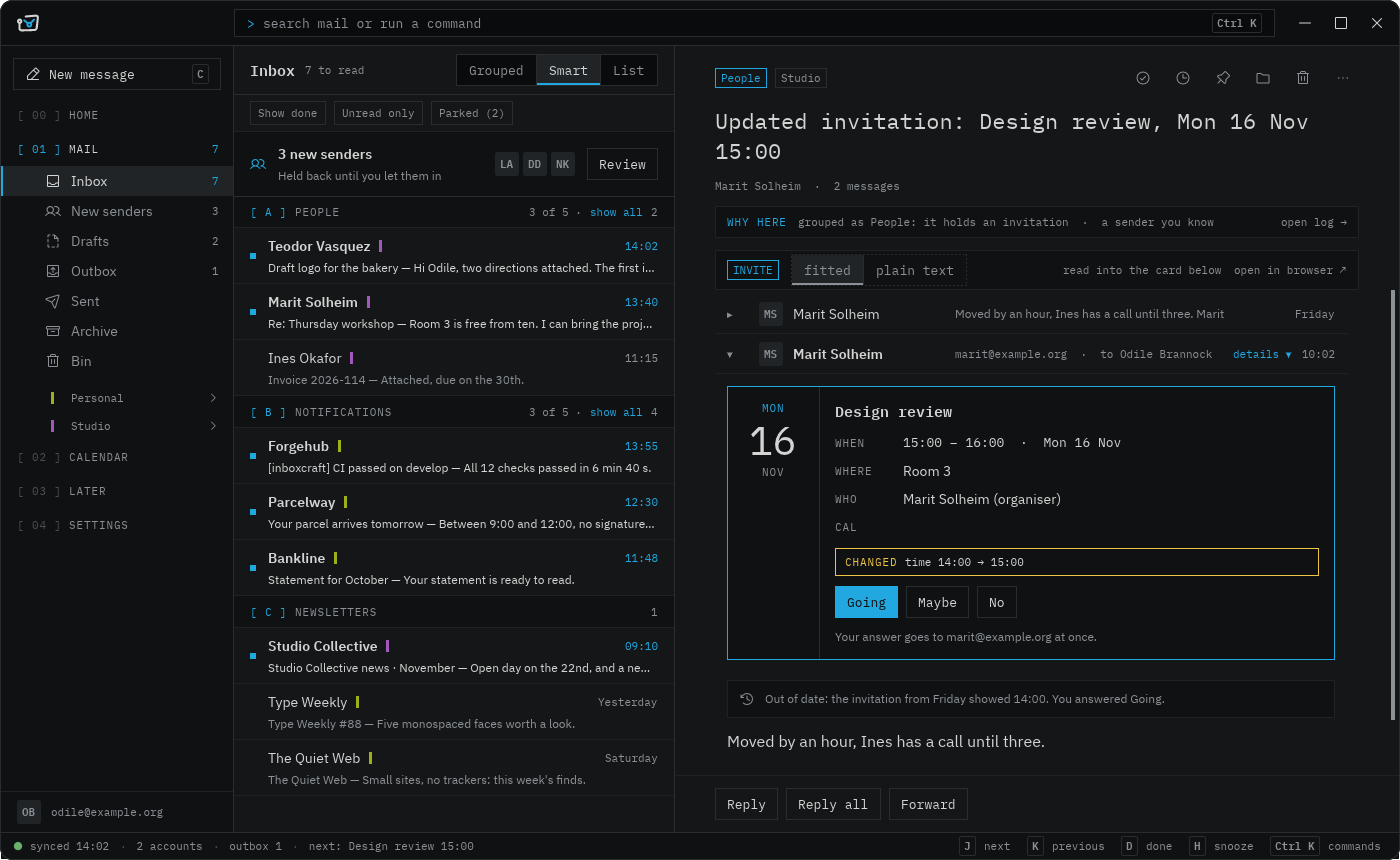 > search mail or run a command Ctrl K
New message C
[ 00 ] HOME
[ 01 ] MAIL 7
Inbox 7
New senders 3
Drafts 2
Outbox 1
Sent
Archive
Bin
Personal
Studio
[ 02 ] CALENDAR
[ 03 ] LATER
[ 04 ] SETTINGS
OB odile@example.org
Inbox 7 to read Grouped Smart List
Show done Unread only Parked (2)
3 new senders
Held back until you let them in
LA DD NK Review
[ A ] PEOPLE 3 of 5 · show all 2
Teodor Vasquez 14:02
Draft logo for the bakery — Hi Odile, two directions attached. The first i…
Marit Solheim 13:40
Re: Thursday workshop — Room 3 is free from ten. I can bring the proj…
Ines Okafor 11:15
Invoice 2026-114 — Attached, due on the 30th.
[ B ] NOTIFICATIONS 3 of 5 · show all 4
Forgehub 13:55
[inboxcraft] CI passed on develop — All 12 checks passed in 6 min 40 s.
Parcelway 12:30
Your parcel arrives tomorrow — Between 9:00 and 12:00, no signature…
Bankline 11:48
Statement for October — Your statement is ready to read.
[ C ] NEWSLETTERS 1
Studio Collective 09:10
Studio Collective news · November — Open day on the 22nd, and a ne…
Type Weekly Yesterday
Type Weekly #88 — Five monospaced faces worth a look.
The Quiet Web Saturday
The Quiet Web — Small sites, no trackers: this week's finds.
People Studio
Updated invitation: Design review, Mon 16 Nov
15:00
Marit Solheim · 2 messages
WHY HERE grouped as People: it holds an invitation · a sender you know open log →
INVITE fitted plain text read into the card below open in browser ↗
▸ MS Marit Solheim Moved by an hour, Ines has a call until three. Marit Friday
▾ MS Marit Solheim marit@example.org · to Odile Brannock details ▾ 10:02
MON
16
NOV
Design review
WHEN 15:00 – 16:00 · Mon 16 Nov
WHERE Room 3
WHO Marit Solheim (organiser)
CAL
CHANGED time 14:00 → 15:00
Going Maybe No
Your answer goes to marit@example.org at once.
Out of date: the invitation from Friday showed 14:00. You answered Going.
Moved by an hour, Ines has a call until three.
Reply Reply all Forward
synced 14:02 · 2 accounts · outbox 1 · next: Design review 15:00
J next K previous D done H snooze Ctrl K commands